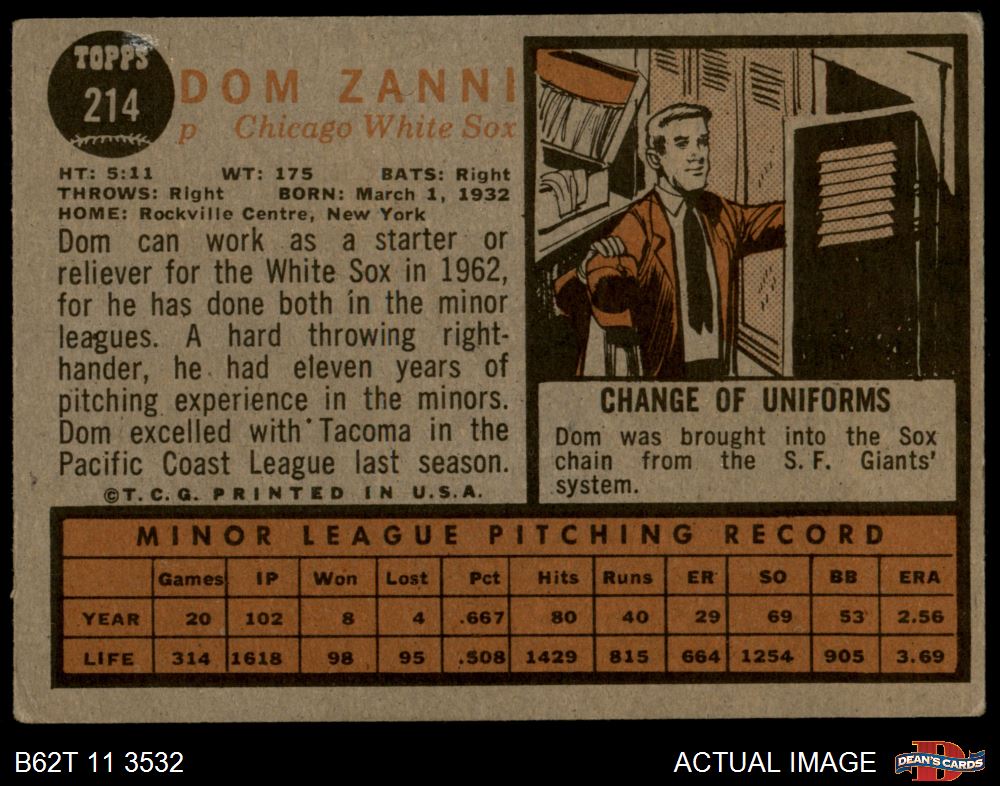 TOPPS
214
DOM ZANNI
p Chicago White Sox
HT: 5:11 WT: 175 BATS: Right
THROWS: Right BORN: March 1, 1932
HOME: Rockville Centre, New York
Dom can work as a starter or
reliever for the White Sox in 1962,
for he has done both in the minor
leagues. A hard throwing right-
hander, he had eleven years of
pitching experience in the minors.
Dom excelled with Tacoma in the
Pacific Coast League last season.
©T.C.G. PRINTED IN U.S.A.
CHANGE OF UNIFORMS
Dom was brought into the Sox
chain from the S. F. Giants'
system.
MINOR LEAGUE PITCHING RECORD
Games IP Won Lost Pct Hits Runs ER SO BB ERA
YEAR 20 102 8 4 .667 80 40 29 69 53 2.56
LIFE 314 1618 98 95 .508 1429 815 664 1254 905 3.69
B62T 11 3532
ACTUAL IMAGE
DEAN'S CARDS